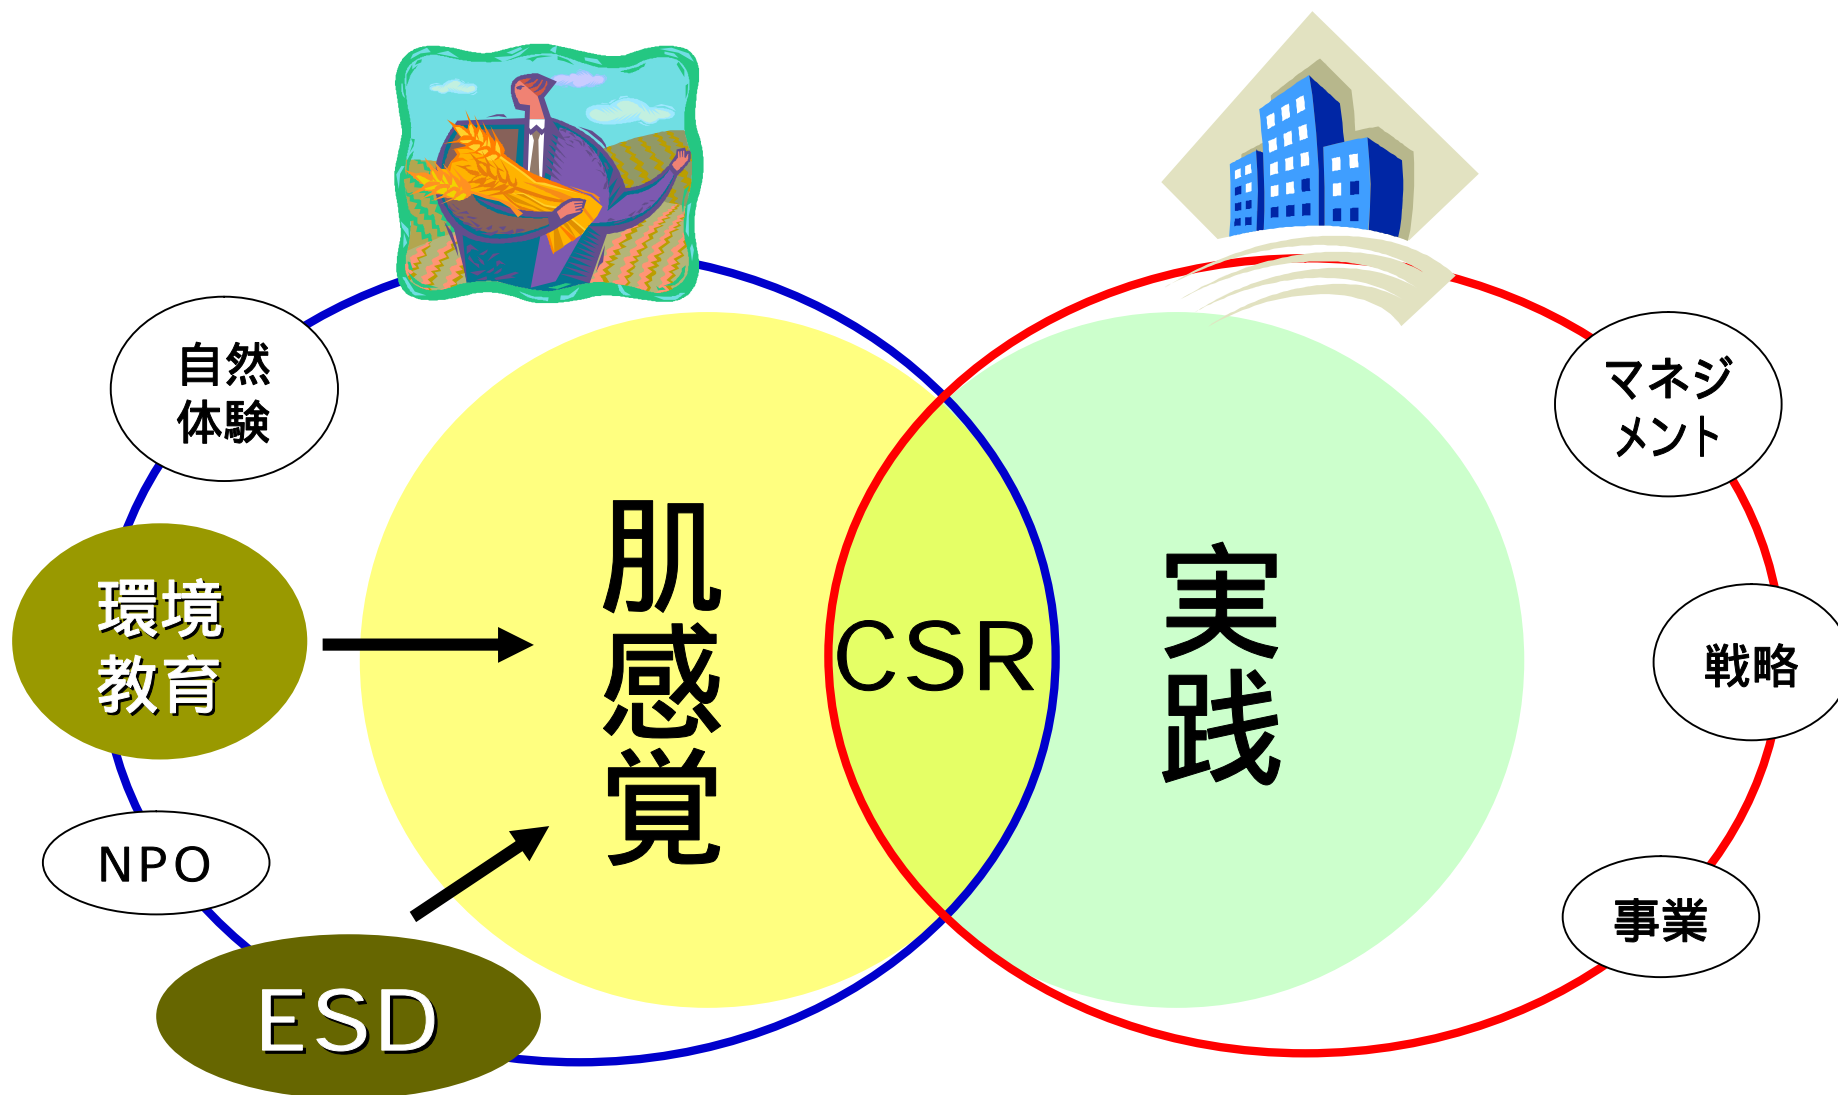 自然
体験
環境
教育
NPO
ESD
肌感覚
CSR
実践
マネジ
メント
戦略
事業